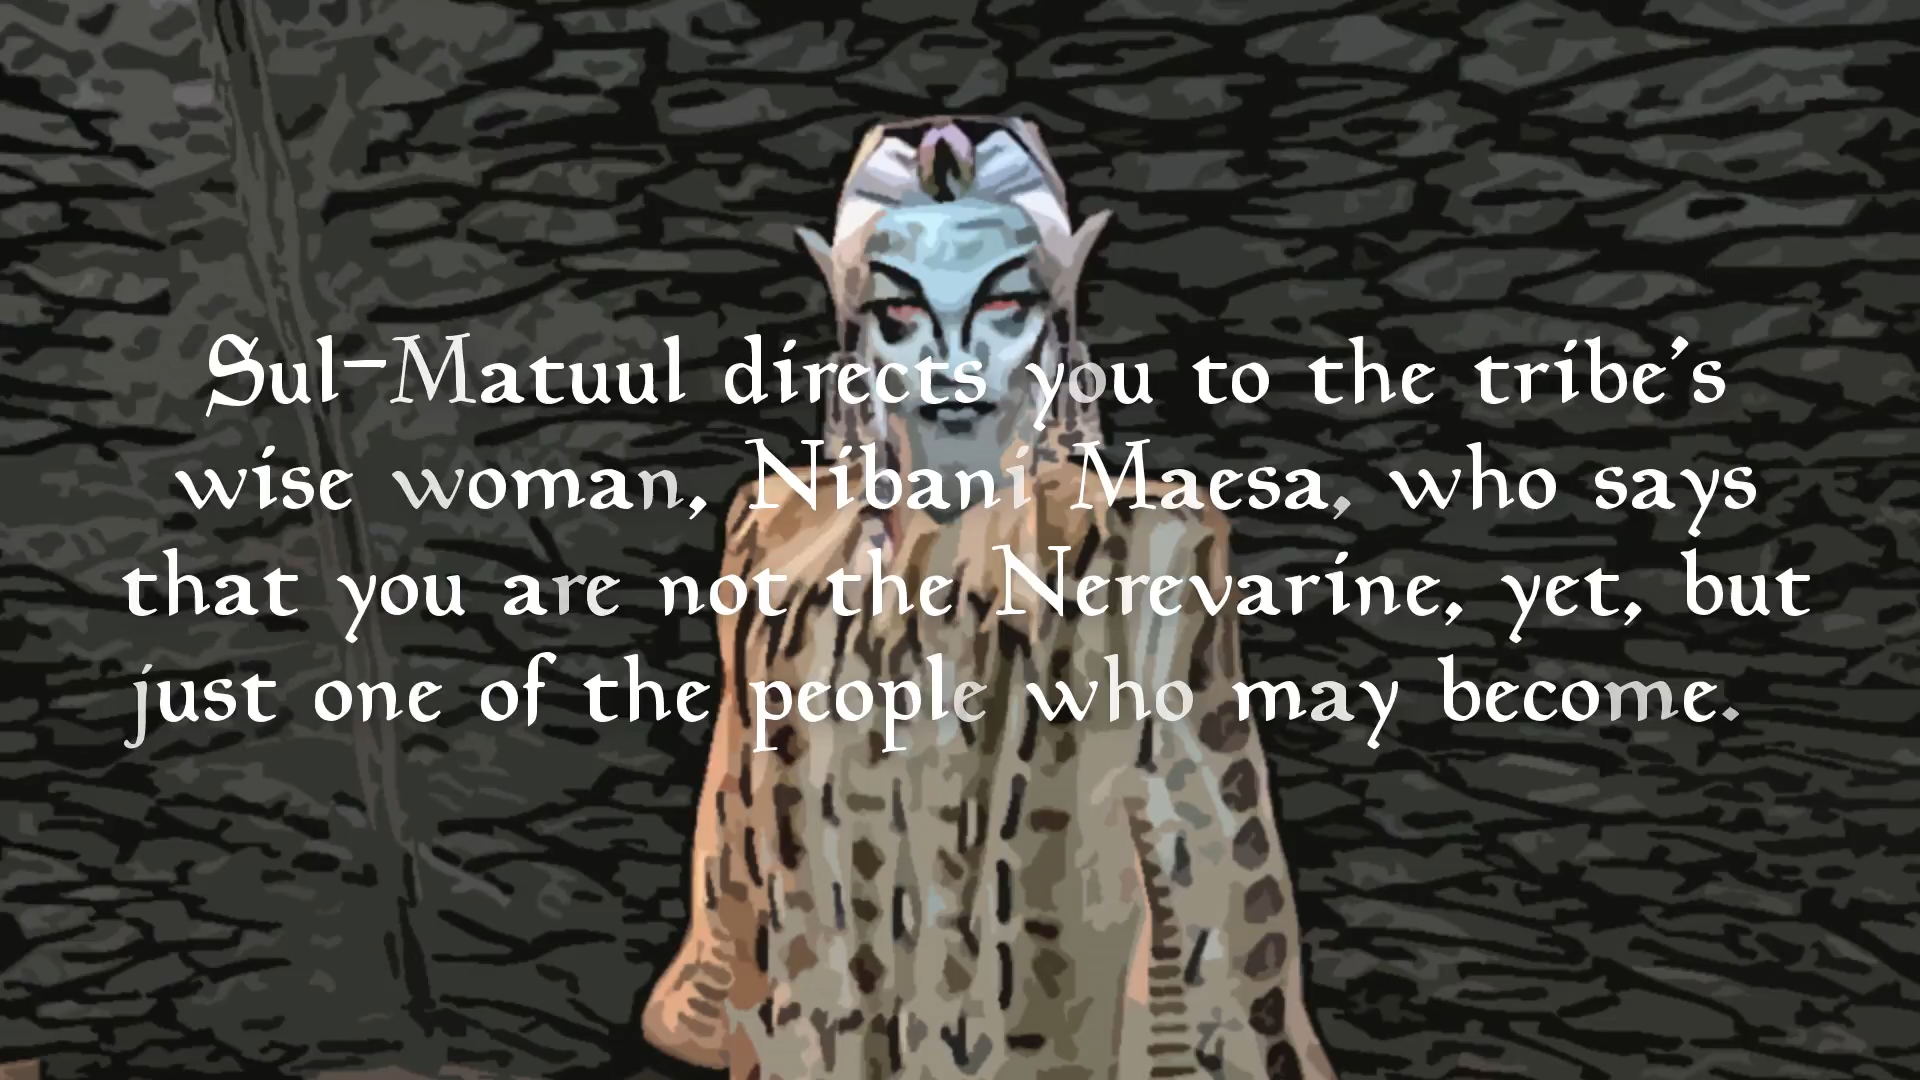 Sul-Matuul directs you to the tribe's
wise woman, Nibani Maesa, who says
that you are not the Nerevarine, yet, but
just one of the people who may become.